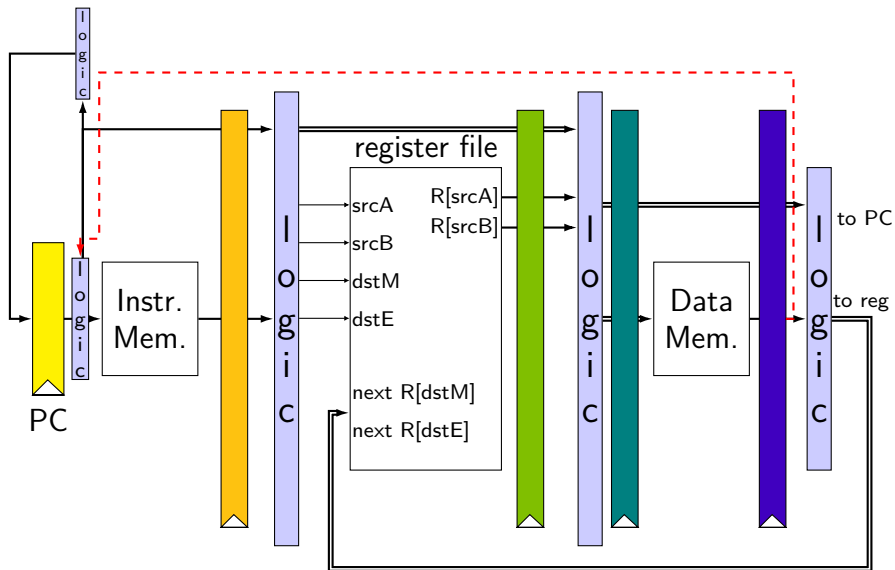 logic
register file
srcA
srcB
dstM
dstE
next R[dstM]
next R[dstE]
R[srcA]
R[srcB]
logic
logic
logic
logic
Instr.
Mem.
Data
Mem.
PC
to PC
to reg